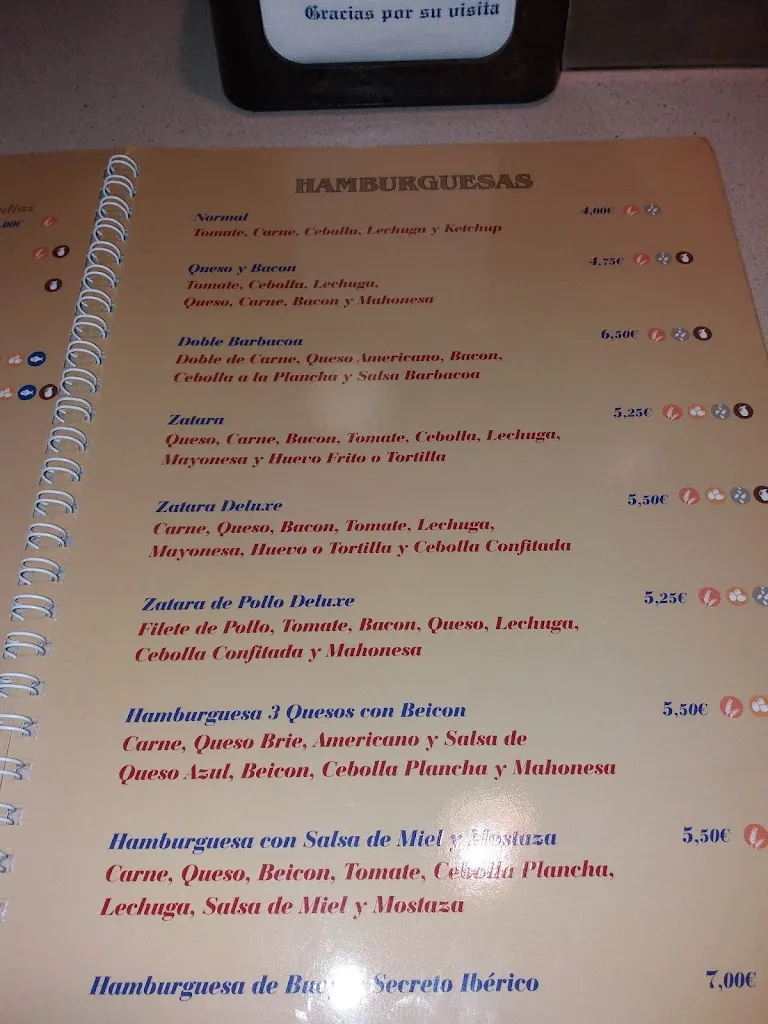 Gracias por su visita
HAMBURGUESAS
Normal 4,00€
Tomate, Carne, Cebolla, Lechuga y Ketchup
Queso y Bacon 4,75€
Tomate, Cebolla, Lechuga,
Queso, Carne, Bacon y Mahonesa
Doble Barbacoa 6,50€
Doble de Carne, Queso Americano, Bacon,
Cebolla a la Plancha y Salsa Barbacoa
Zatara 5,25€
Queso, Carne, Bacon, Tomate, Cebolla, Lechuga,
Mayonesa y Huevo Frito o Tortilla
Zatara Deluxe 5,50€
Carne, Queso, Bacon, Tomate, Lechuga,
Mayonesa, Huevo o Tortilla y Cebolla Confitada
Zatara de Pollo Deluxe 5,25€
Filete de Pollo, Tomate, Bacon, Queso, Lechuga,
Cebolla Confitada y Mahonesa
Hamburguesa 3 Quesos con Beicon 5,50€
Carne, Queso Brie, Americano y Salsa de
Queso Azul, Beicon, Cebolla Plancha y Mahonesa
Hamburguesa con Salsa de Miel y Mostaza 5,50€
Carne, Queso, Beicon, Tomate, Cebolla Plancha,
Lechuga, Salsa de Miel y Mostaza
Hamburguesa de Secreto Ibérico 7,00€